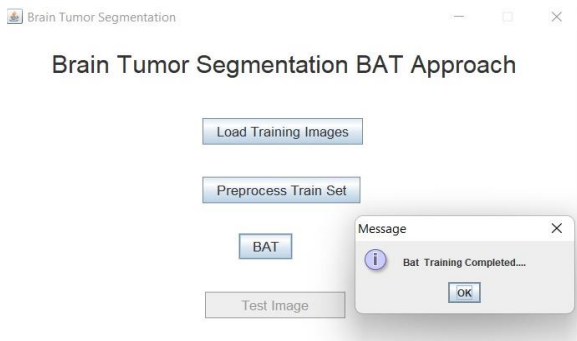 Brain Tumor Segmentation
Brain Tumor Segmentation BAT Approach
Load Training Images
Preprocess Train Set
BAT
Test Image
Message
Bat Training Completed....
OK